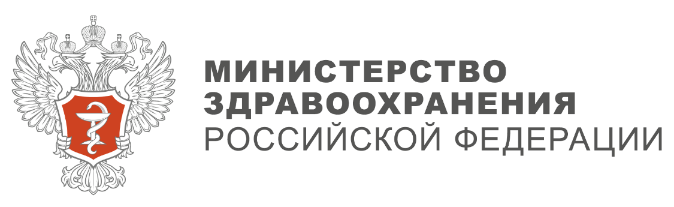 МИНИСТЕРСТВО
ЗДРАВООХРАНЕНИЯ
РОССИЙСКОЙ ФЕДЕРАЦИИ